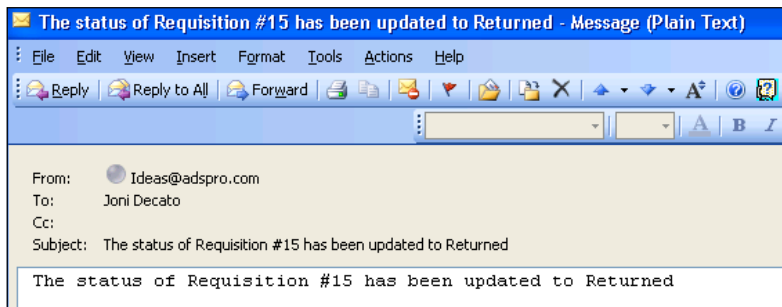 The status of Requisition #15 has been updated to Returned - Message (Plain Text)
File Edit View Insert Format Tools Actions Help
Reply Reply to All Forward
A B I
From: Ideas@adspro.com
To: Joni Decato
Cc:
Subject: The status of Requisition #15 has been updated to Returned
The status of Requisition #15 has been updated to Returned